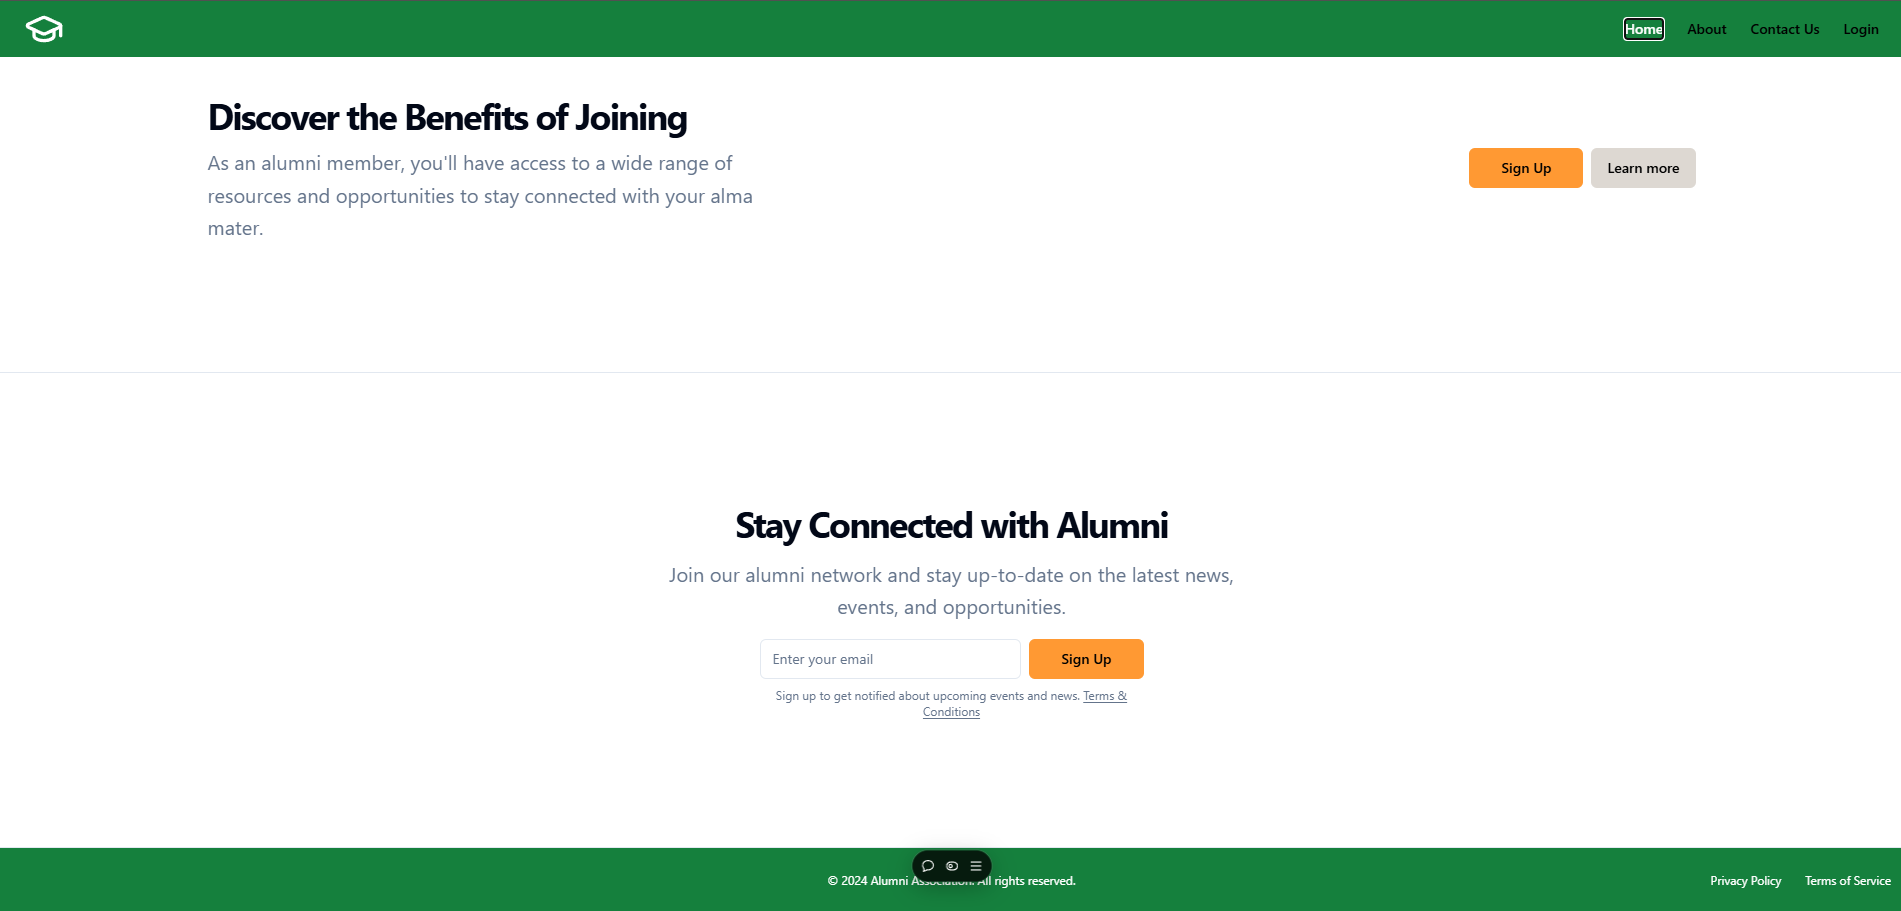 Home About Contact Us Login
Discover the Benefits of Joining
As an alumni member, you'll have access to a wide range of
resources and opportunities to stay connected with your alma
mater.
Sign Up Learn more
Stay Connected with Alumni
Join our alumni network and stay up-to-date on the latest news,
events, and opportunities.
Enter your email Sign Up
Sign up to get notified about upcoming events and news. Terms &
Conditions
© 2024 Alumni Association. All rights reserved. Privacy Policy Terms of Service